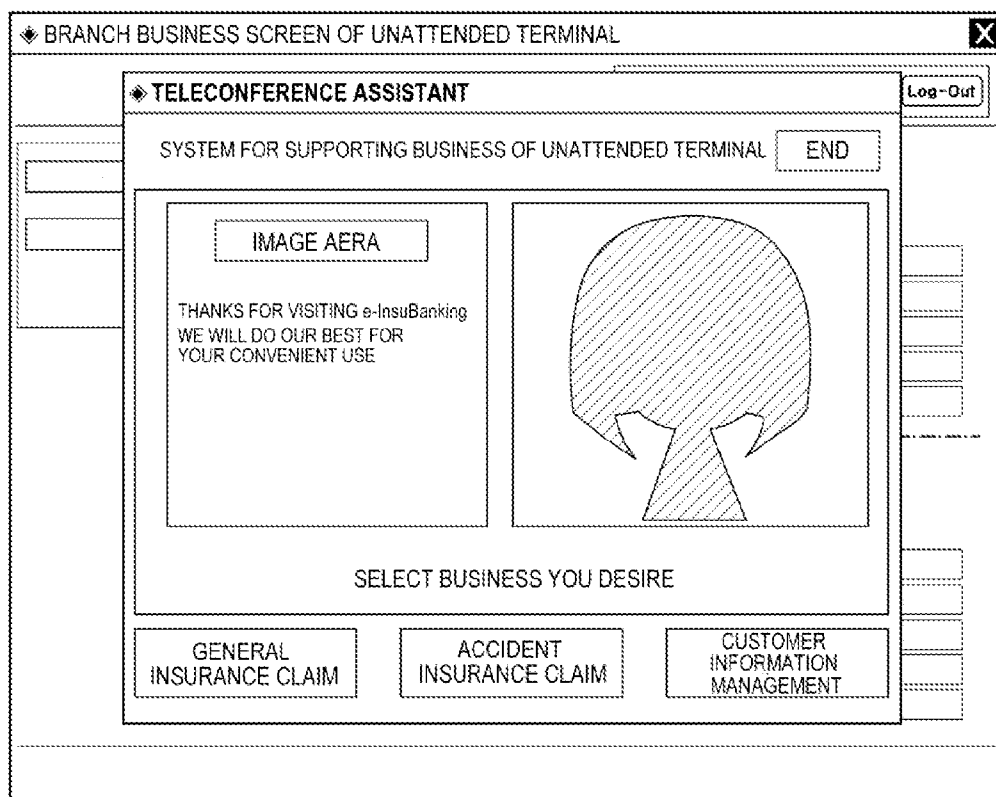 BRANCH BUSINESS SCREEN OF UNATTENDED TERMINAL
X
Log-Out
TELECONFERENCE ASSISTANT
SYSTEM FOR SUPPORTING BUSINESS OF UNATTENDED TERMINAL
END
IMAGE AERA
THANKS FOR VISITING e-InsuBanking
WE WILL DO OUR BEST FOR
YOUR CONVENIENT USE
SELECT BUSINESS YOU DESIRE
GENERAL
INSURANCE CLAIM
ACCIDENT
INSURANCE CLAIM
CUSTOMER
INFORMATION
MANAGEMENT